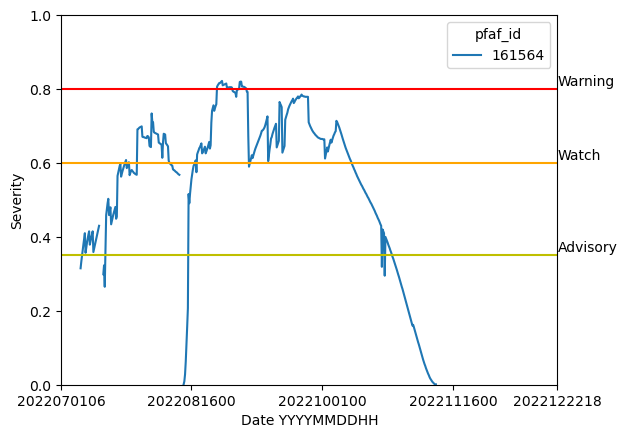 pfaf_id
161564
1.0
0.8
0.6
0.4
0.2
0.0
Severity
Warning
Watch
Advisory
2022070106 2022081600 2022100100 2022111600 2022122218
Date YYYYMMDDHH